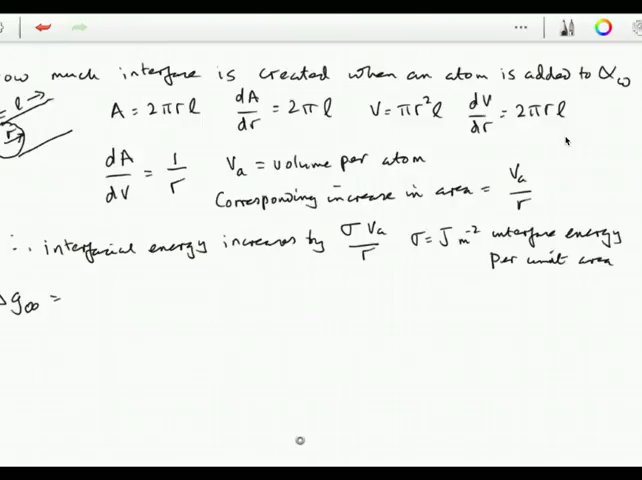 ow much interface is created when an atom is added to αω
l r A = 2πrl dA/dr = 2πl V = πr²l dV/dr = 2πrl
dA/dV = 1/r Va = volume per atom
Corresponding increase in area = Va/r
∴ interfacial energy increases by σVa/r σ = J m⁻² interface energy
per unit area
g∞ =